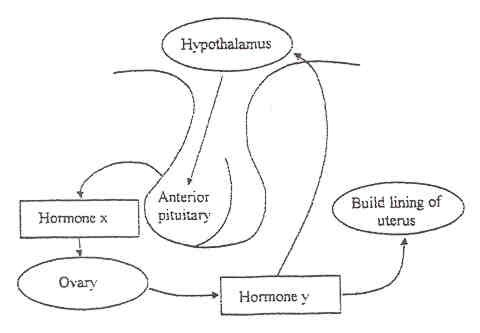 Hypothalamus
Anterior
pituitary
Hormone x
Build lining of
uterus
Ovary
Hormone y